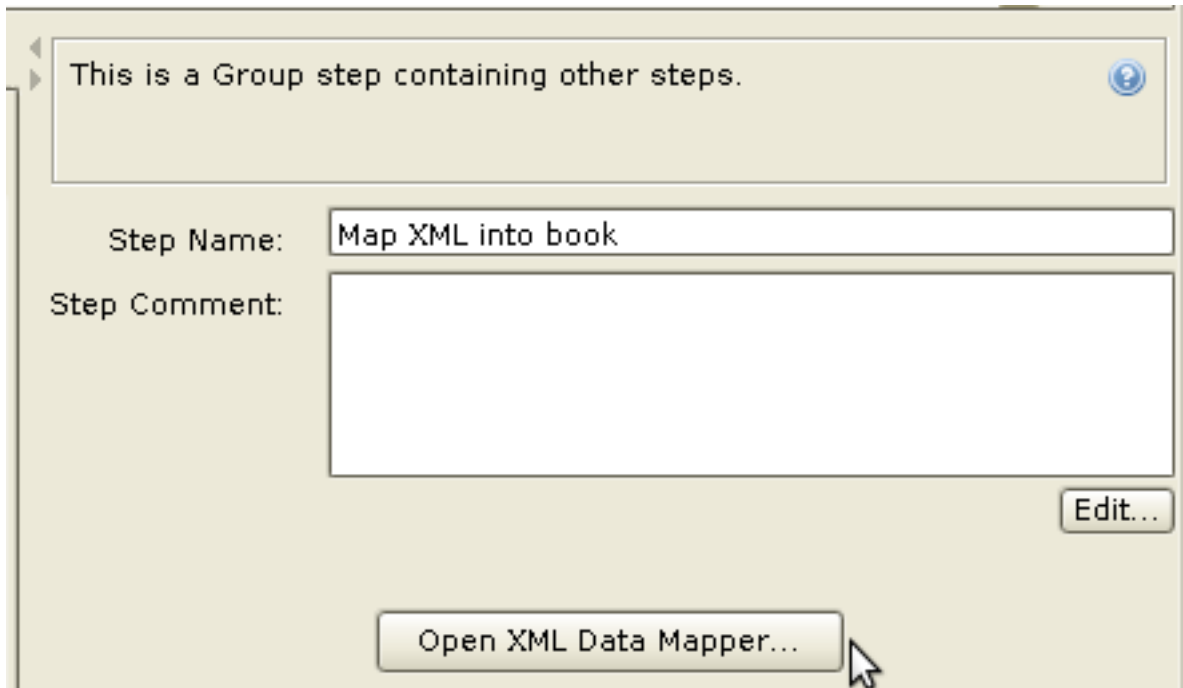 This is a Group step containing other steps.
Step Name:
Map XML into book
Step Comment:
Edit...
Open XML Data Mapper...